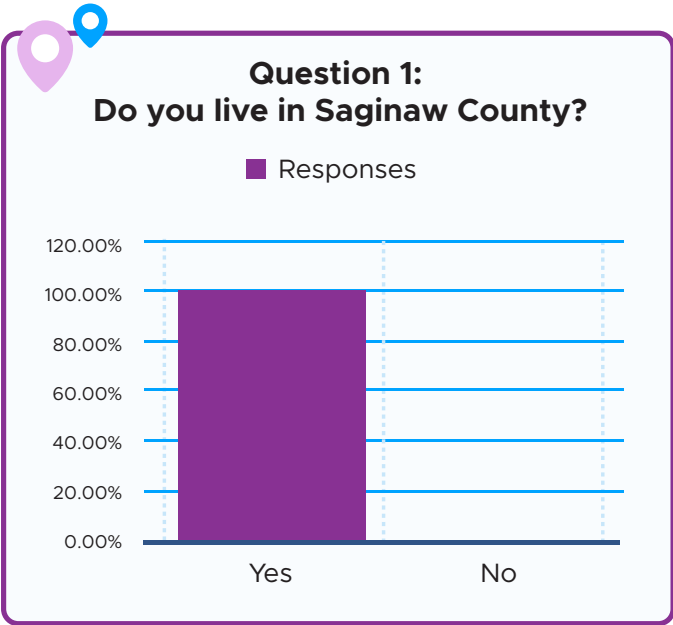 Question 1:
Do you live in Saginaw County?
Responses
120.00%
100.00%
80.00%
60.00%
40.00%
20.00%
0.00%
Yes No